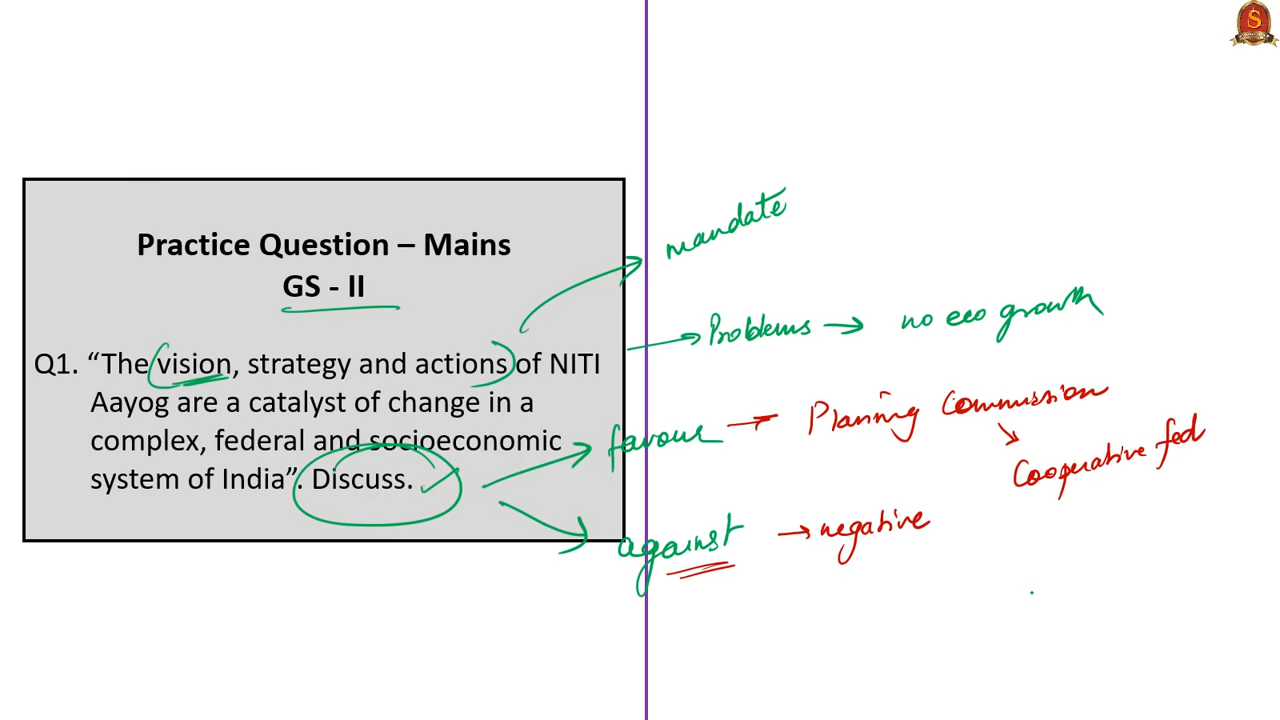 S
Practice Question – Mains
GS - II
Q1. “The vision, strategy and actions of NITI
Aayog are a catalyst of change in a
complex, federal and socioeconomic
system of India”. Discuss.
mandate
Problems → no eco growth
favour → Planning Commission
Cooperative fed
against → negative